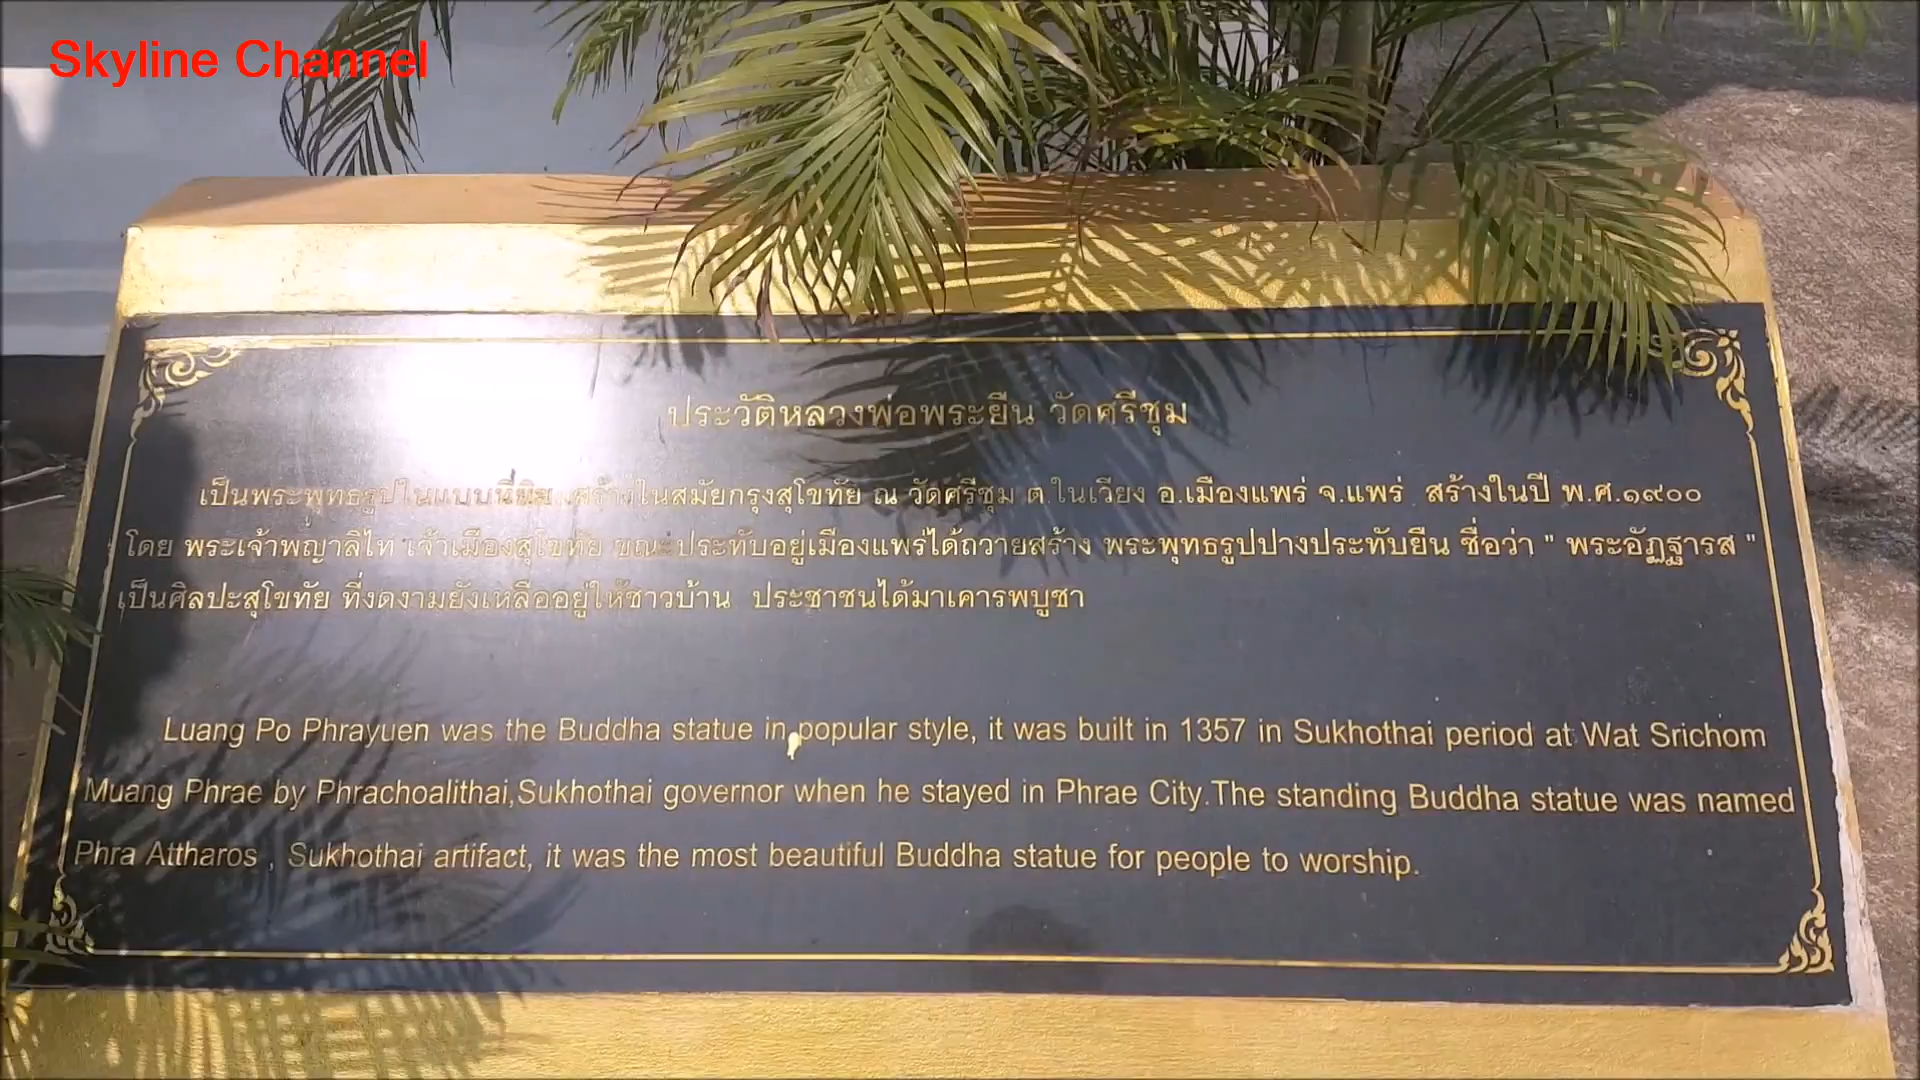 Skyline Channel
ประวัติหลวงพ่อพระยืน วัดศรีชุม
เป็นพระพุทธรูปในแบบนี้ สร้างในสมัยกรุงสุโขทัย ณ วัดศรีชุม ต.ในเวียง อ.เมืองแพร่ จ.แพร่ สร้างในปี พ.ศ.๑๙๐๐
โดย พระเจ้าพญาลิไท เจ้าเมืองสุโขทัย ขณะประทับอยู่เมืองแพร่ได้ถวายสร้าง พระพุทธรูปปางประทับยืน ชื่อว่า " พระอัฏฐารส "
เป็นศิลปะสุโขทัย ที่งดงามยังเหลืออยู่ให้ชาวบ้าน ประชาชนได้มาเคารพบูชา
Luang Po Phrayuen was the Buddha statue in popular style, it was built in 1357 in Sukhothai period at Wat Srichom
Muang Phrae by Phrachoalithai,Sukhothai governor when he stayed in Phrae City.The standing Buddha statue was named
Phra Attharos , Sukhothai artifact, it was the most beautiful Buddha statue for people to worship.